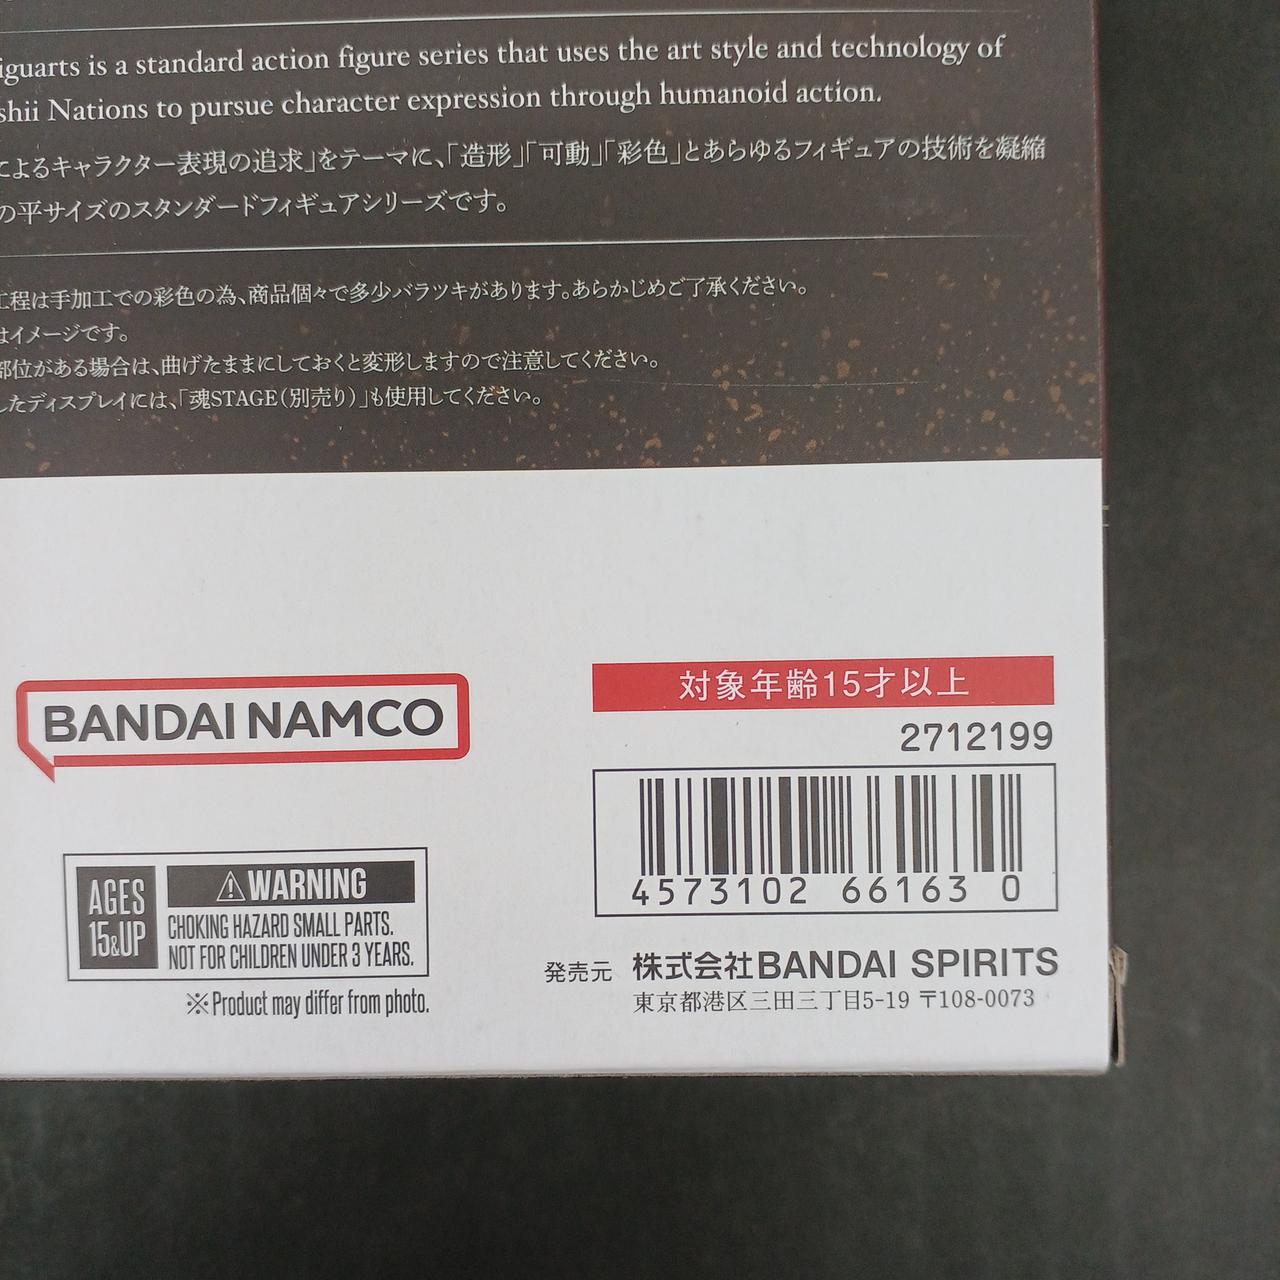 iguarts is a standard action figure series that uses the art style and technology of
shii Nations to pursue character expression through humanoid action.
によるキャラクター表現の追求」をテーマに、「造形」「可動」「彩色」とあらゆるフィギュアの技術を凝縮
の平サイズのスタンダードフィギュアシリーズです。
工程は手加工での彩色の為、商品個々で多少バラツキがあります。あらかじめご了承ください。
はイメージです。
部位がある場合は、曲げたままにしておくと変形しますので注意してください。
したディスプレイには、「魂STAGE(別売り)」も使用してください。
BANDAI NAMCO
対象年齢15才以上
2712199
4573102 66163 0
AGES
15&UP
⚠WARNING
CHOKING HAZARD SMALL PARTS.
NOT FOR CHILDREN UNDER 3 YEARS.
※Product may differ from photo.
発売元 株式会社BANDAI SPIRITS
東京都港区三田三丁目5-19 〒108-0073